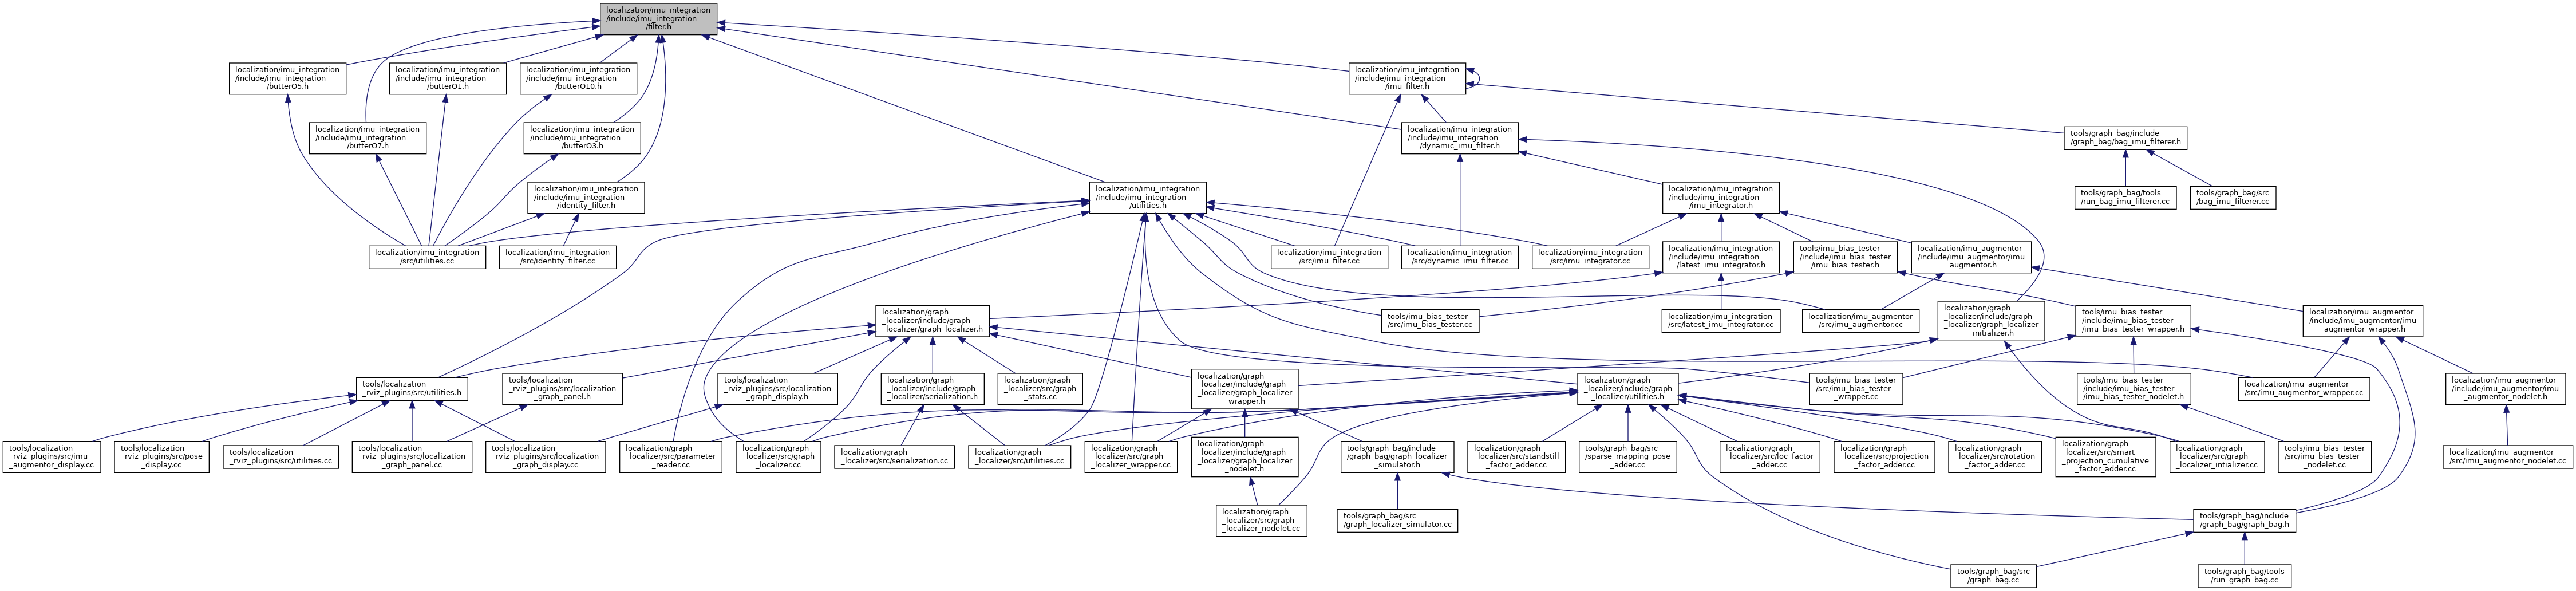 localization/imu_integration
/include/imu_integration
/filter.h
localization/imu_integration
/include/imu_integration
/butterO5.h
localization/imu_integration
/include/imu_integration
/butterO1.h
localization/imu_integration
/include/imu_integration
/butterO10.h
localization/imu_integration
/include/imu_integration
/imu_filter.h
localization/imu_integration
/include/imu_integration
/butterO7.h
localization/imu_integration
/include/imu_integration
/butterO3.h
localization/imu_integration
/include/imu_integration
/dynamic_imu_filter.h
tools/graph_bag/include
/graph_bag/bag_imu_filterer.h
localization/imu_integration
/include/imu_integration
/identity_filter.h
localization/imu_integration
/include/imu_integration
/utilities.h
localization/imu_integration
/include/imu_integration
/imu_integrator.h
tools/graph_bag/tools
/run_bag_imu_filterer.cc
tools/graph_bag/src
/bag_imu_filterer.cc
localization/imu_integration
/src/utilities.cc
localization/imu_integration
/src/identity_filter.cc
localization/imu_integration
/src/imu_filter.cc
localization/imu_integration
/src/dynamic_imu_filter.cc
localization/imu_integration
/src/imu_integrator.cc
localization/imu_integration
/include/imu_integration
/latest_imu_integrator.h
tools/imu_bias_tester
/include/imu_bias_tester
/imu_bias_tester.h
localization/imu_augmentor
/include/imu_augmentor/imu
_augmentor.h
localization/graph
_localizer/include/graph
_localizer/graph_localizer.h
tools/imu_bias_tester
/src/imu_bias_tester.cc
localization/imu_integration
/src/latest_imu_integrator.cc
localization/imu_augmentor
/src/imu_augmentor.cc
localization/graph
_localizer/include/graph
_localizer/graph_localizer
_initializer.h
tools/imu_bias_tester
/include/imu_bias_tester
/imu_bias_tester_wrapper.h
localization/imu_augmentor
/include/imu_augmentor/imu
_augmentor_wrapper.h
tools/localization
_rviz_plugins/src/utilities.h
tools/localization
_rviz_plugins/src/localization
_graph_panel.h
tools/localization
_rviz_plugins/src/localization
_graph_display.h
localization/graph
_localizer/include/graph
_localizer/serialization.h
localization/graph
_localizer/src/graph
_stats.cc
localization/graph
_localizer/include/graph
_localizer/graph_localizer
_wrapper.h
localization/graph
_localizer/include/graph
_localizer/utilities.h
tools/imu_bias_tester
/src/imu_bias_tester
_wrapper.cc
tools/imu_bias_tester
/include/imu_bias_tester
/imu_bias_tester_nodelet.h
localization/imu_augmentor
/src/imu_augmentor_wrapper.cc
localization/imu_augmentor
/include/imu_augmentor/imu
_augmentor_nodelet.h
tools/localization
_rviz_plugins/src/imu
_augmentor_display.cc
tools/localization
_rviz_plugins/src/pose
_display.cc
tools/localization
_rviz_plugins/src/utilities.cc
tools/localization
_rviz_plugins/src/localization
_graph_panel.cc
tools/localization
_rviz_plugins/src/localization
_graph_display.cc
localization/graph
_localizer/src/parameter
_reader.cc
localization/graph
_localizer/src/graph
_localizer.cc
localization/graph
_localizer/src/serialization.cc
localization/graph
_localizer/src/utilities.cc
localization/graph
_localizer/src/graph
_localizer_wrapper.cc
localization/graph
_localizer/include/graph
_localizer/graph_localizer
_nodelet.h
tools/graph_bag/include
/graph_bag/graph_localizer
_simulator.h
localization/graph
_localizer/src/standstill
_factor_adder.cc
tools/graph_bag/src
/sparse_mapping_pose
_adder.cc
localization/graph
_localizer/src/loc_factor
_adder.cc
localization/graph
_localizer/src/projection
_factor_adder.cc
localization/graph
_localizer/src/rotation
_factor_adder.cc
localization/graph
_localizer/src/smart
_projection_cumulative
_factor_adder.cc
localization/graph
_localizer/src/graph
_localizer_intializer.cc
tools/imu_bias_tester
/src/imu_bias_tester
_nodelet.cc
localization/imu_augmentor
/src/imu_augmentor_nodelet.cc
localization/graph
_localizer/src/graph
_localizer_nodelet.cc
tools/graph_bag/src
/graph_localizer_simulator.cc
tools/graph_bag/include
/graph_bag/graph_bag.h
tools/graph_bag/src
/graph_bag.cc
tools/graph_bag/tools
/run_graph_bag.cc